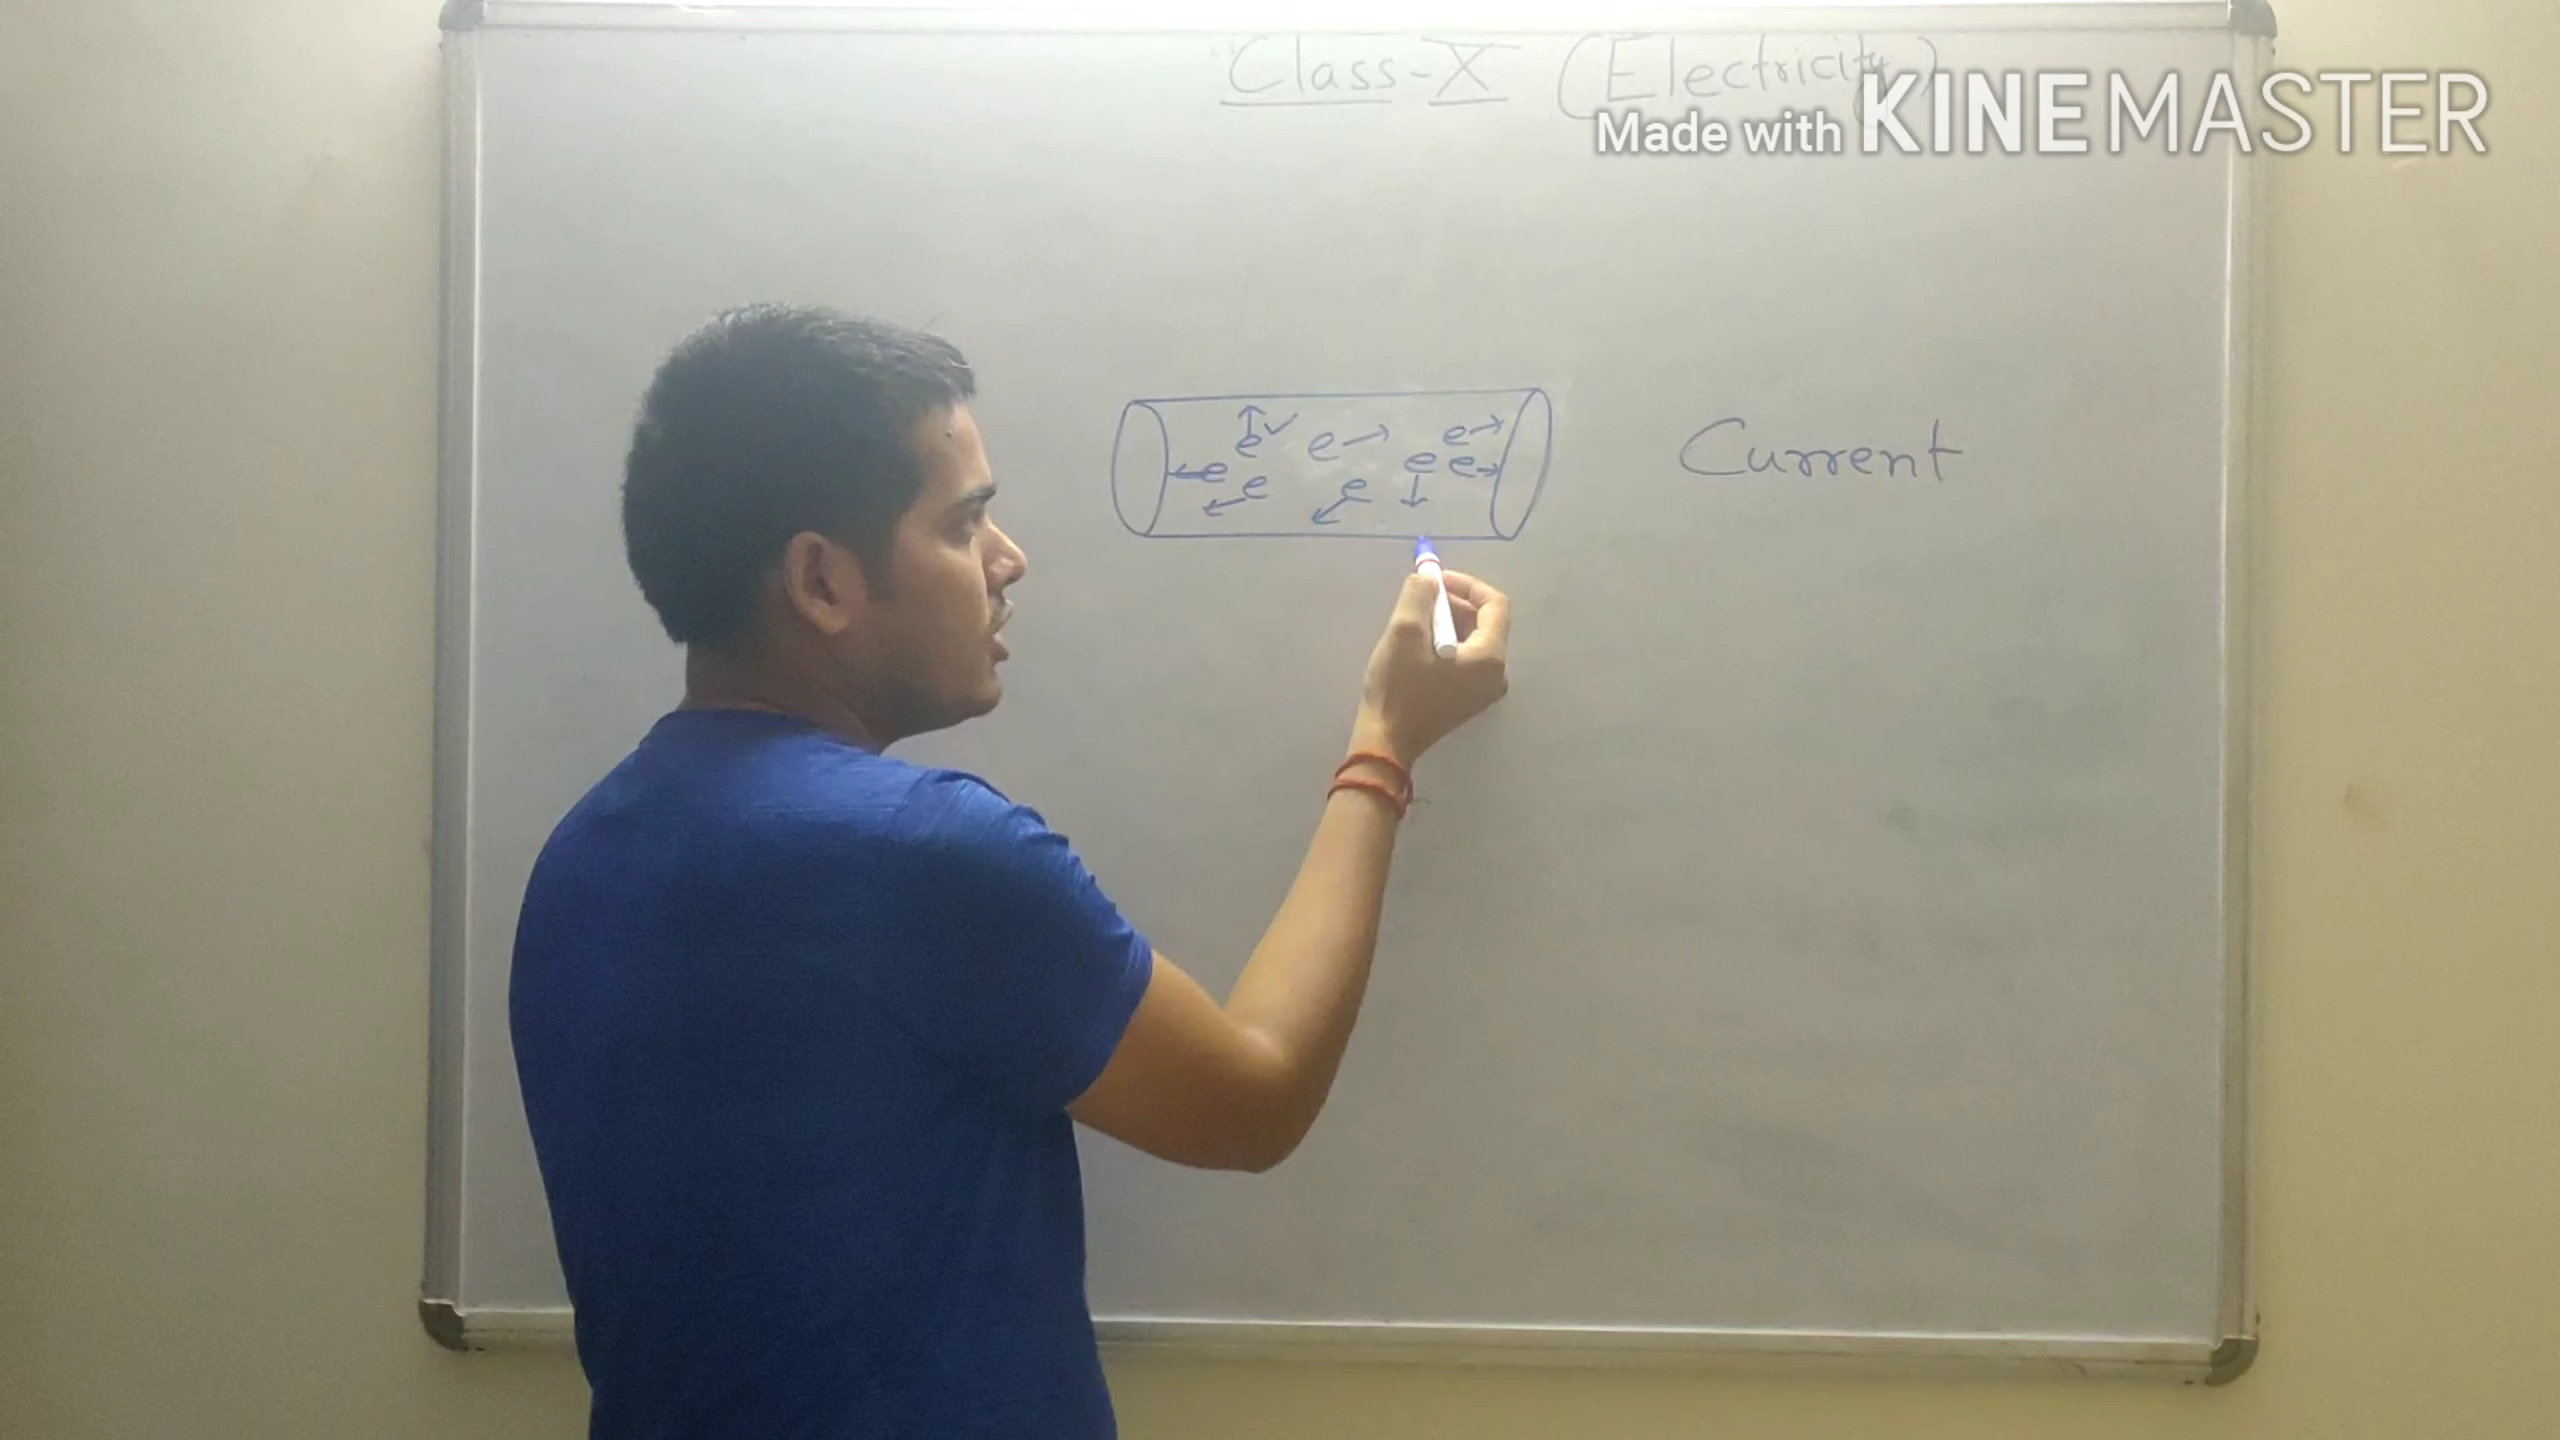 Class-X (Electricity)
Made with KINEMASTER
e e e
e e e e
e e
Current